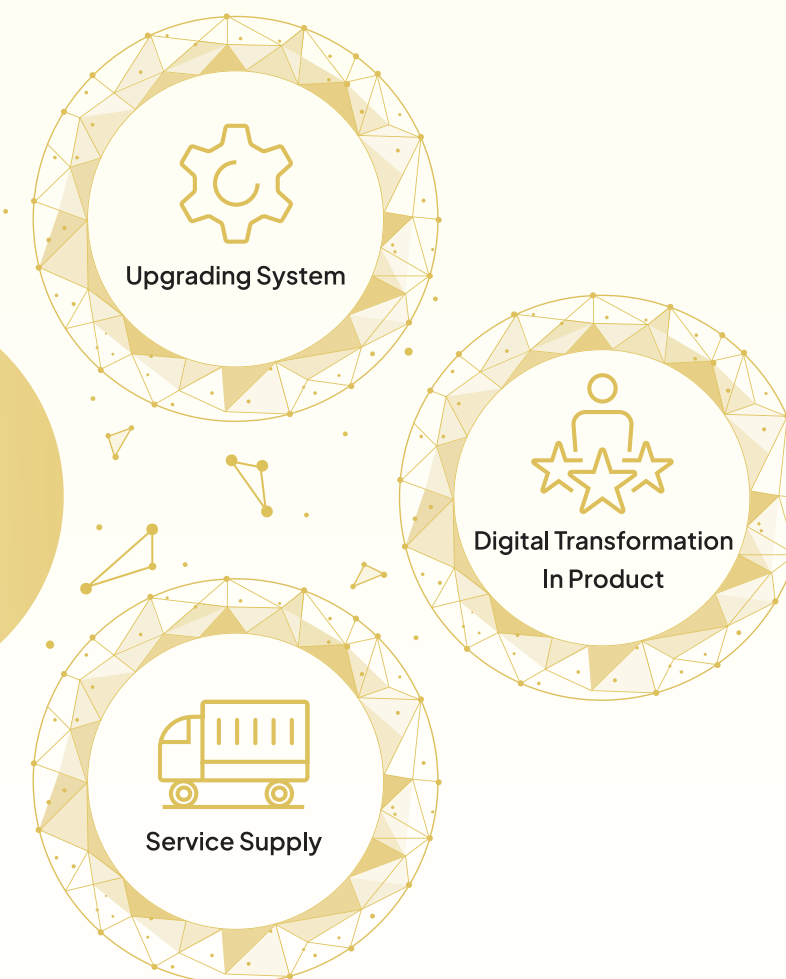 Upgrading System
Digital Transformation
In Product
Service Supply